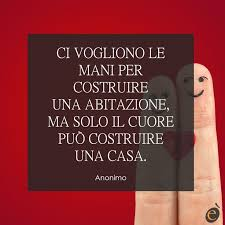 CI VOGLIONO LE
MANI PER
COSTRUIRE
UNA ABITAZIONE,
MA SOLO IL CUORE
PUÒ COSTRUIRE
UNA CASA.
Anonimo
è